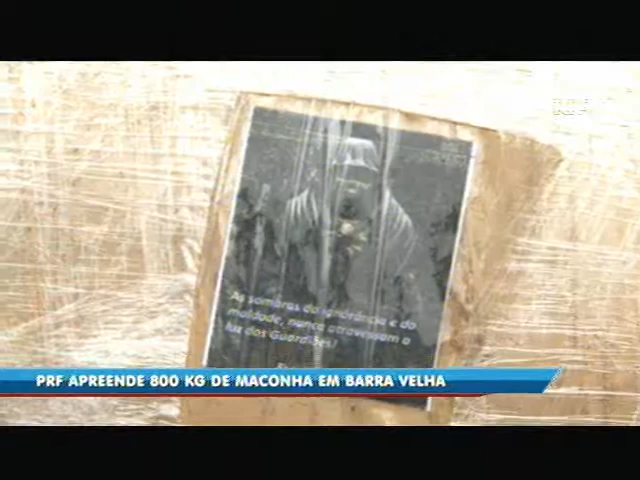 As sombras da ignorância e da
maldade, nunca atravessam a
luz dos Guardiões!
PRF APREENDE 800 KG DE MACONHA EM BARRA VELHA